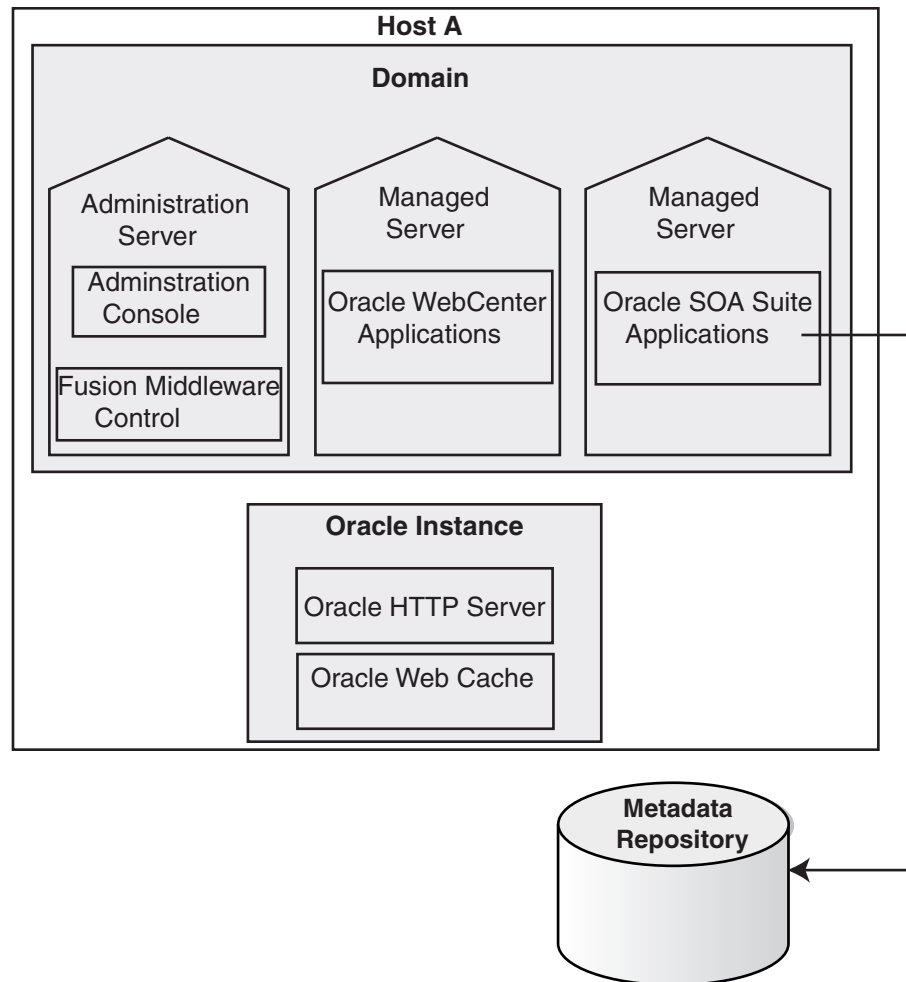 Host A
Domain
Administration
Server
Adminstration
Console
Fusion Middleware
Control
Managed
Server
Oracle WebCenter
Applications
Managed
Server
Oracle SOA Suite
Applications
Oracle Instance
Oracle HTTP Server
Oracle Web Cache
Metadata
Repository